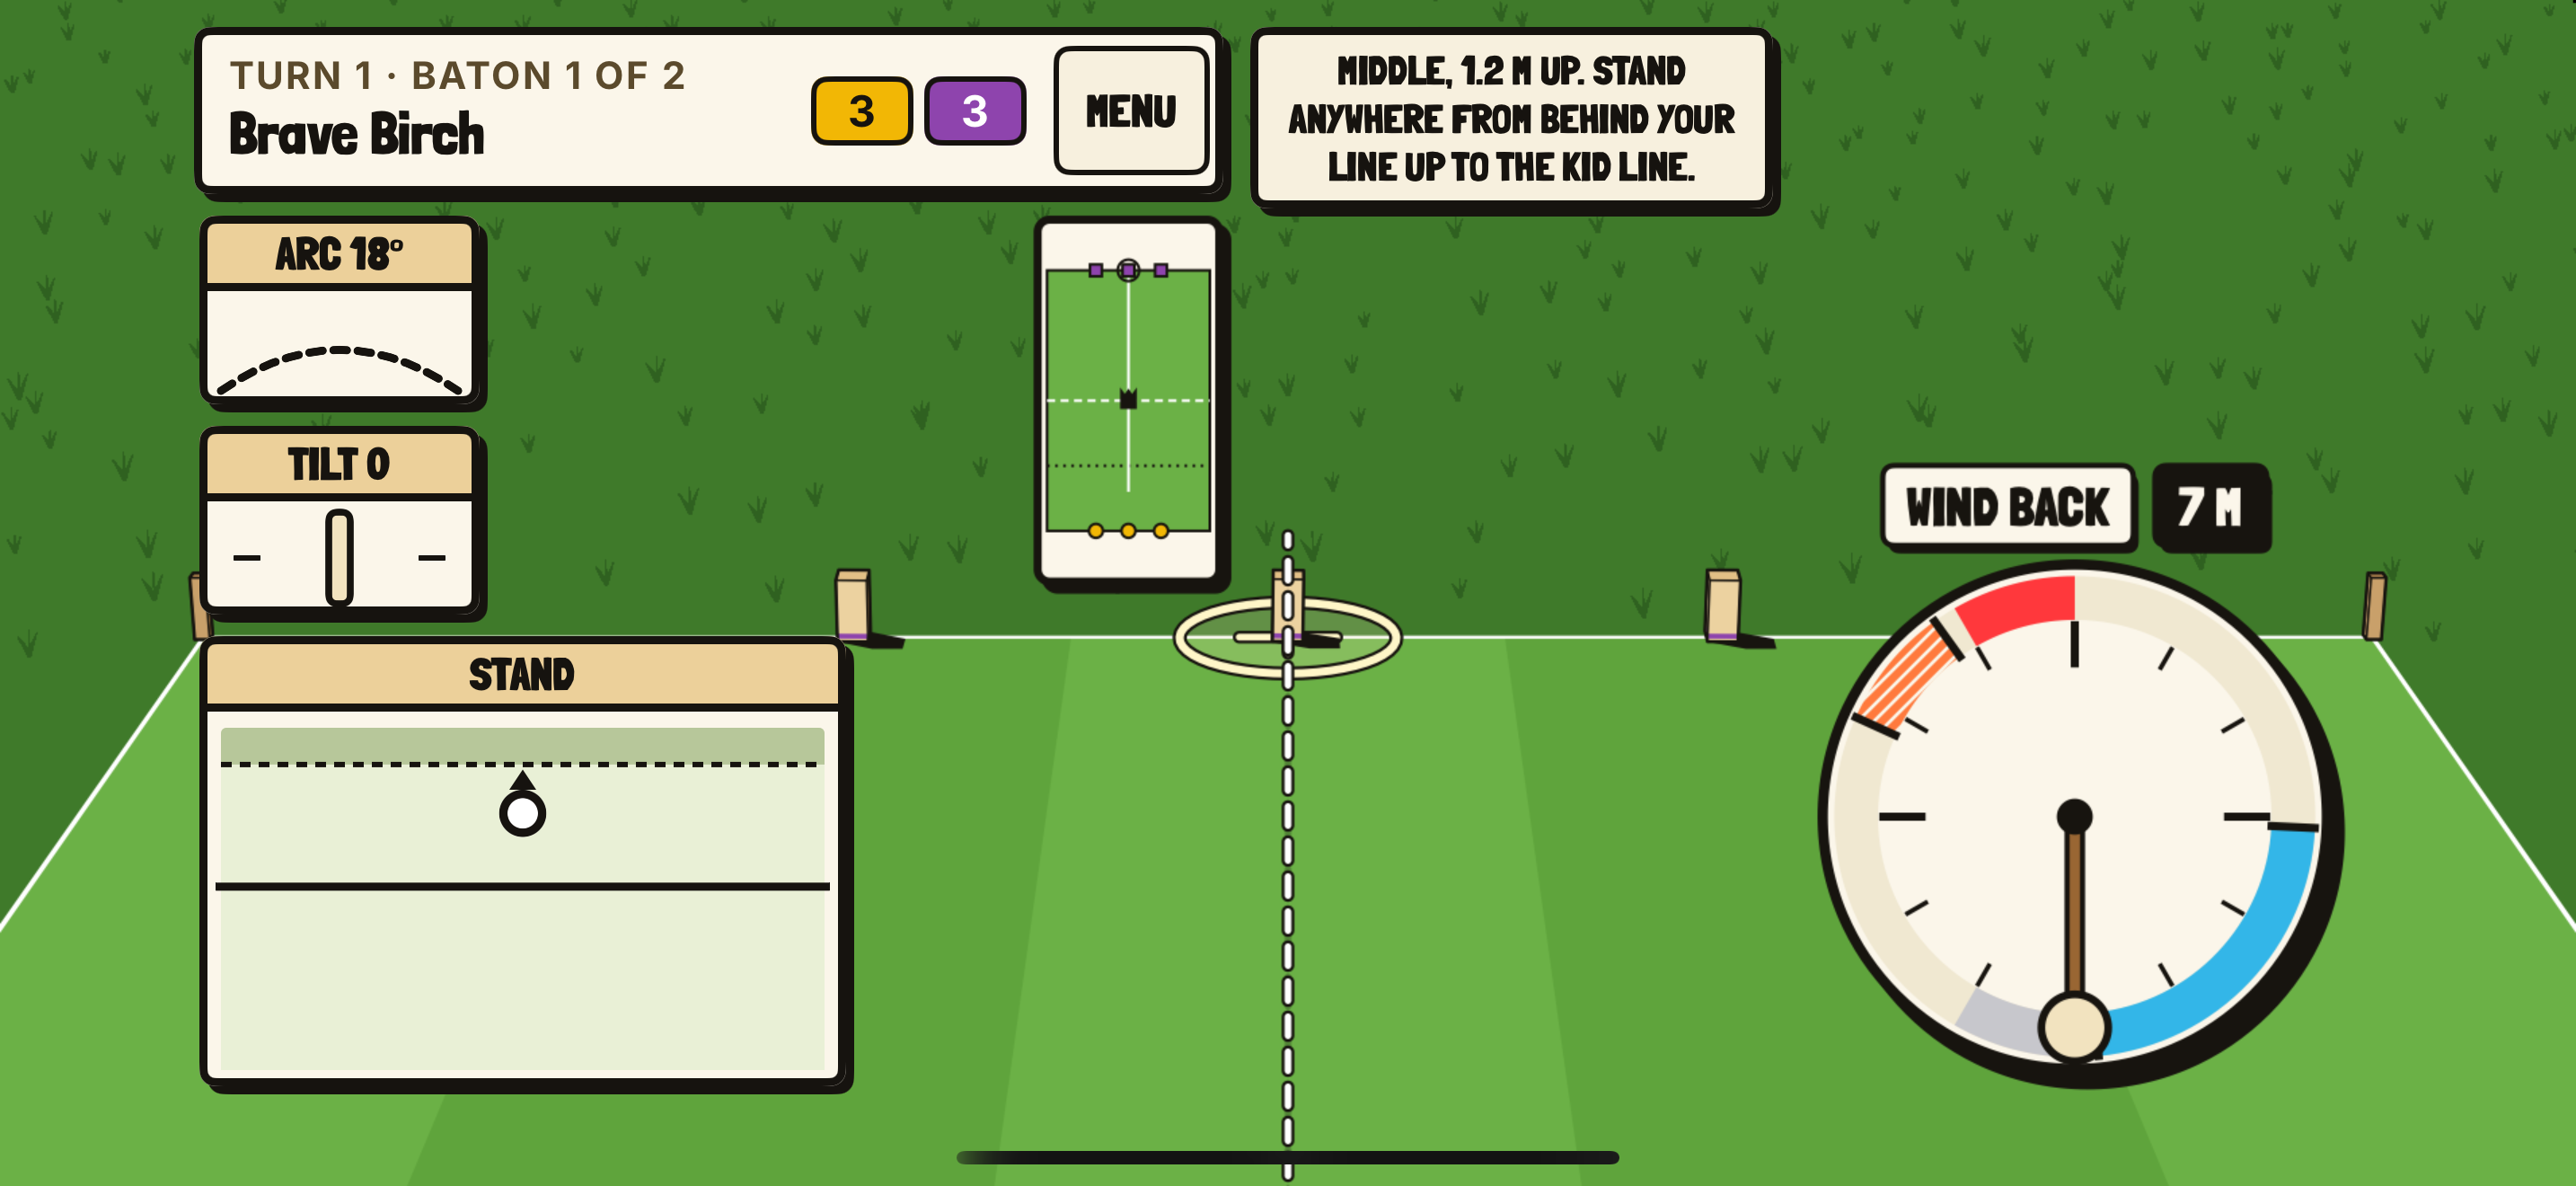 TURN 1 · BATON 1 OF 2
Brave Birch
3
3
MENU
MIDDLE, 1.2 M UP. STAND
ANYWHERE FROM BEHIND YOUR
LINE UP TO THE KID LINE.
ARC 18°
TILT 0
STAND
WIND BACK
7 M